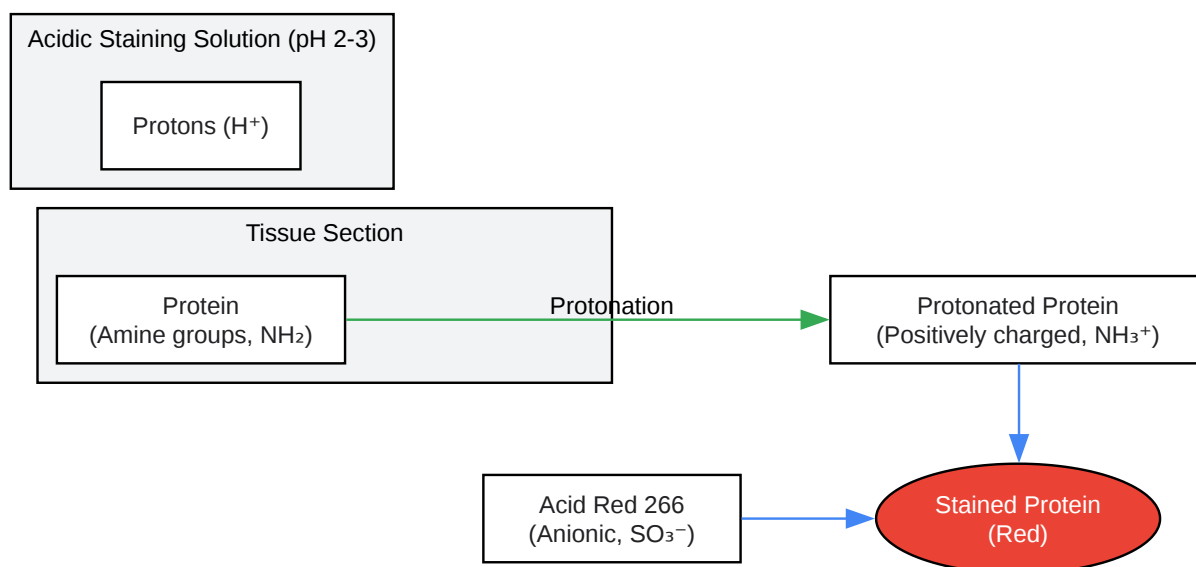 Acidic Staining Solution (pH 2-3)
Protons (H⁺)
Tissue Section
Protein
(Amine groups, NH₂)
Protonation
Protonated Protein
(Positively charged, NH₃⁺)
Acid Red 266
(Anionic, SO₃⁻)
Stained Protein
(Red)